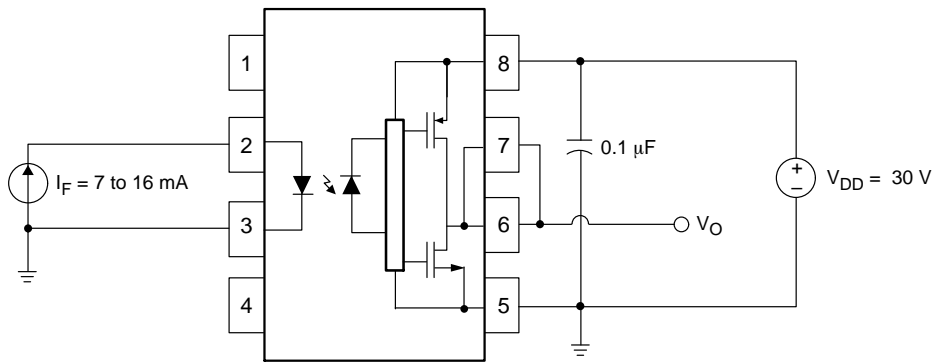 1
8
2
7
I_F = 7 to 16 mA
0.1 μF
+
–
V_DD = 30 V
3
6
V_O
4
5